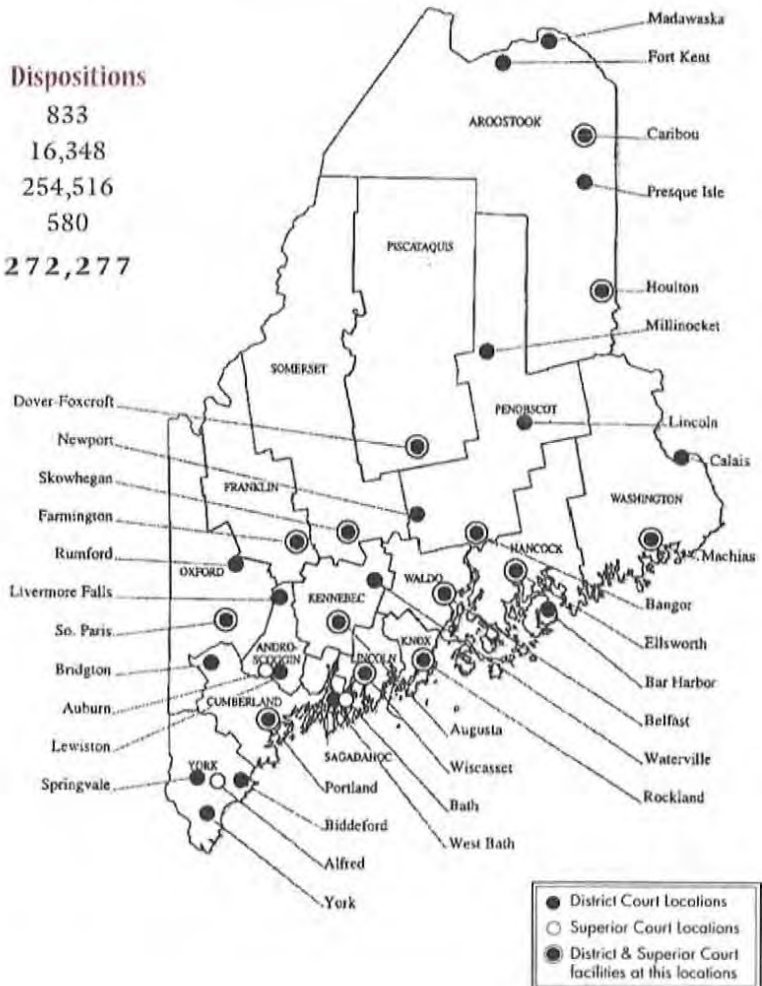 Dispositions
833
16,348
254,516
580
272,277
Madawaska
Fort Kent
AROOSTOOK
Caribou
Presque Isle
PISCATAQUIS
Houlton
Millinocket
SOMERSET
Dover-Foxcroft
PENOBSCOT
Lincoln
Newport
Calais
Skowhegan
FRANKLIN
WASHINGTON
Farmington
HANCOCK
Machias
Rumford
OXFORD
WALDO
Livermore Falls
KENNEBEC
Bangor
So. Paris
Ellsworth
ANDRO-
SCOGGIN
KNOX
LINCOLN
Bridgton
Bar Harbor
Auburn
CUMBERLAND
Augusta
Belfast
Lewiston
SAGADAHOC
Wiscasset
Waterville
YORK
Springvale
Portland
Bath
Rockland
Biddeford
West Bath
Alfred
York
District Court Locations
Superior Court Locations
District & Superior Court
facilities at this locations